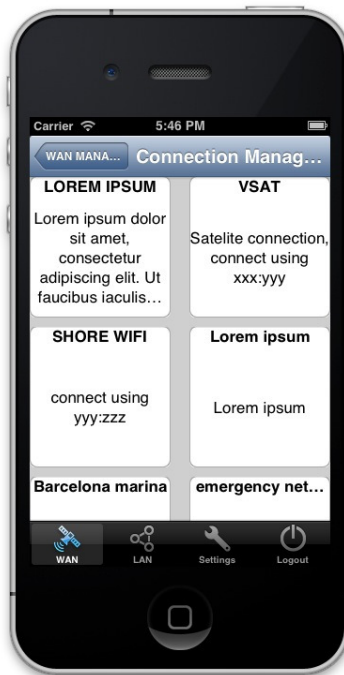 Carrier 5:46 PM
WAN MANA... Connection Manag...
LOREM IPSUM
Lorem ipsum dolor
sit amet,
consectetur
adipiscing elit. Ut
faucibus iaculis...
VSAT
Satelite connection,
connect using
xxx:yyy
SHORE WIFI
connect using
yyy:zzz
Lorem ipsum
Lorem ipsum
Barcelona marina
emergency net...
WAN
LAN
Settings
Logout